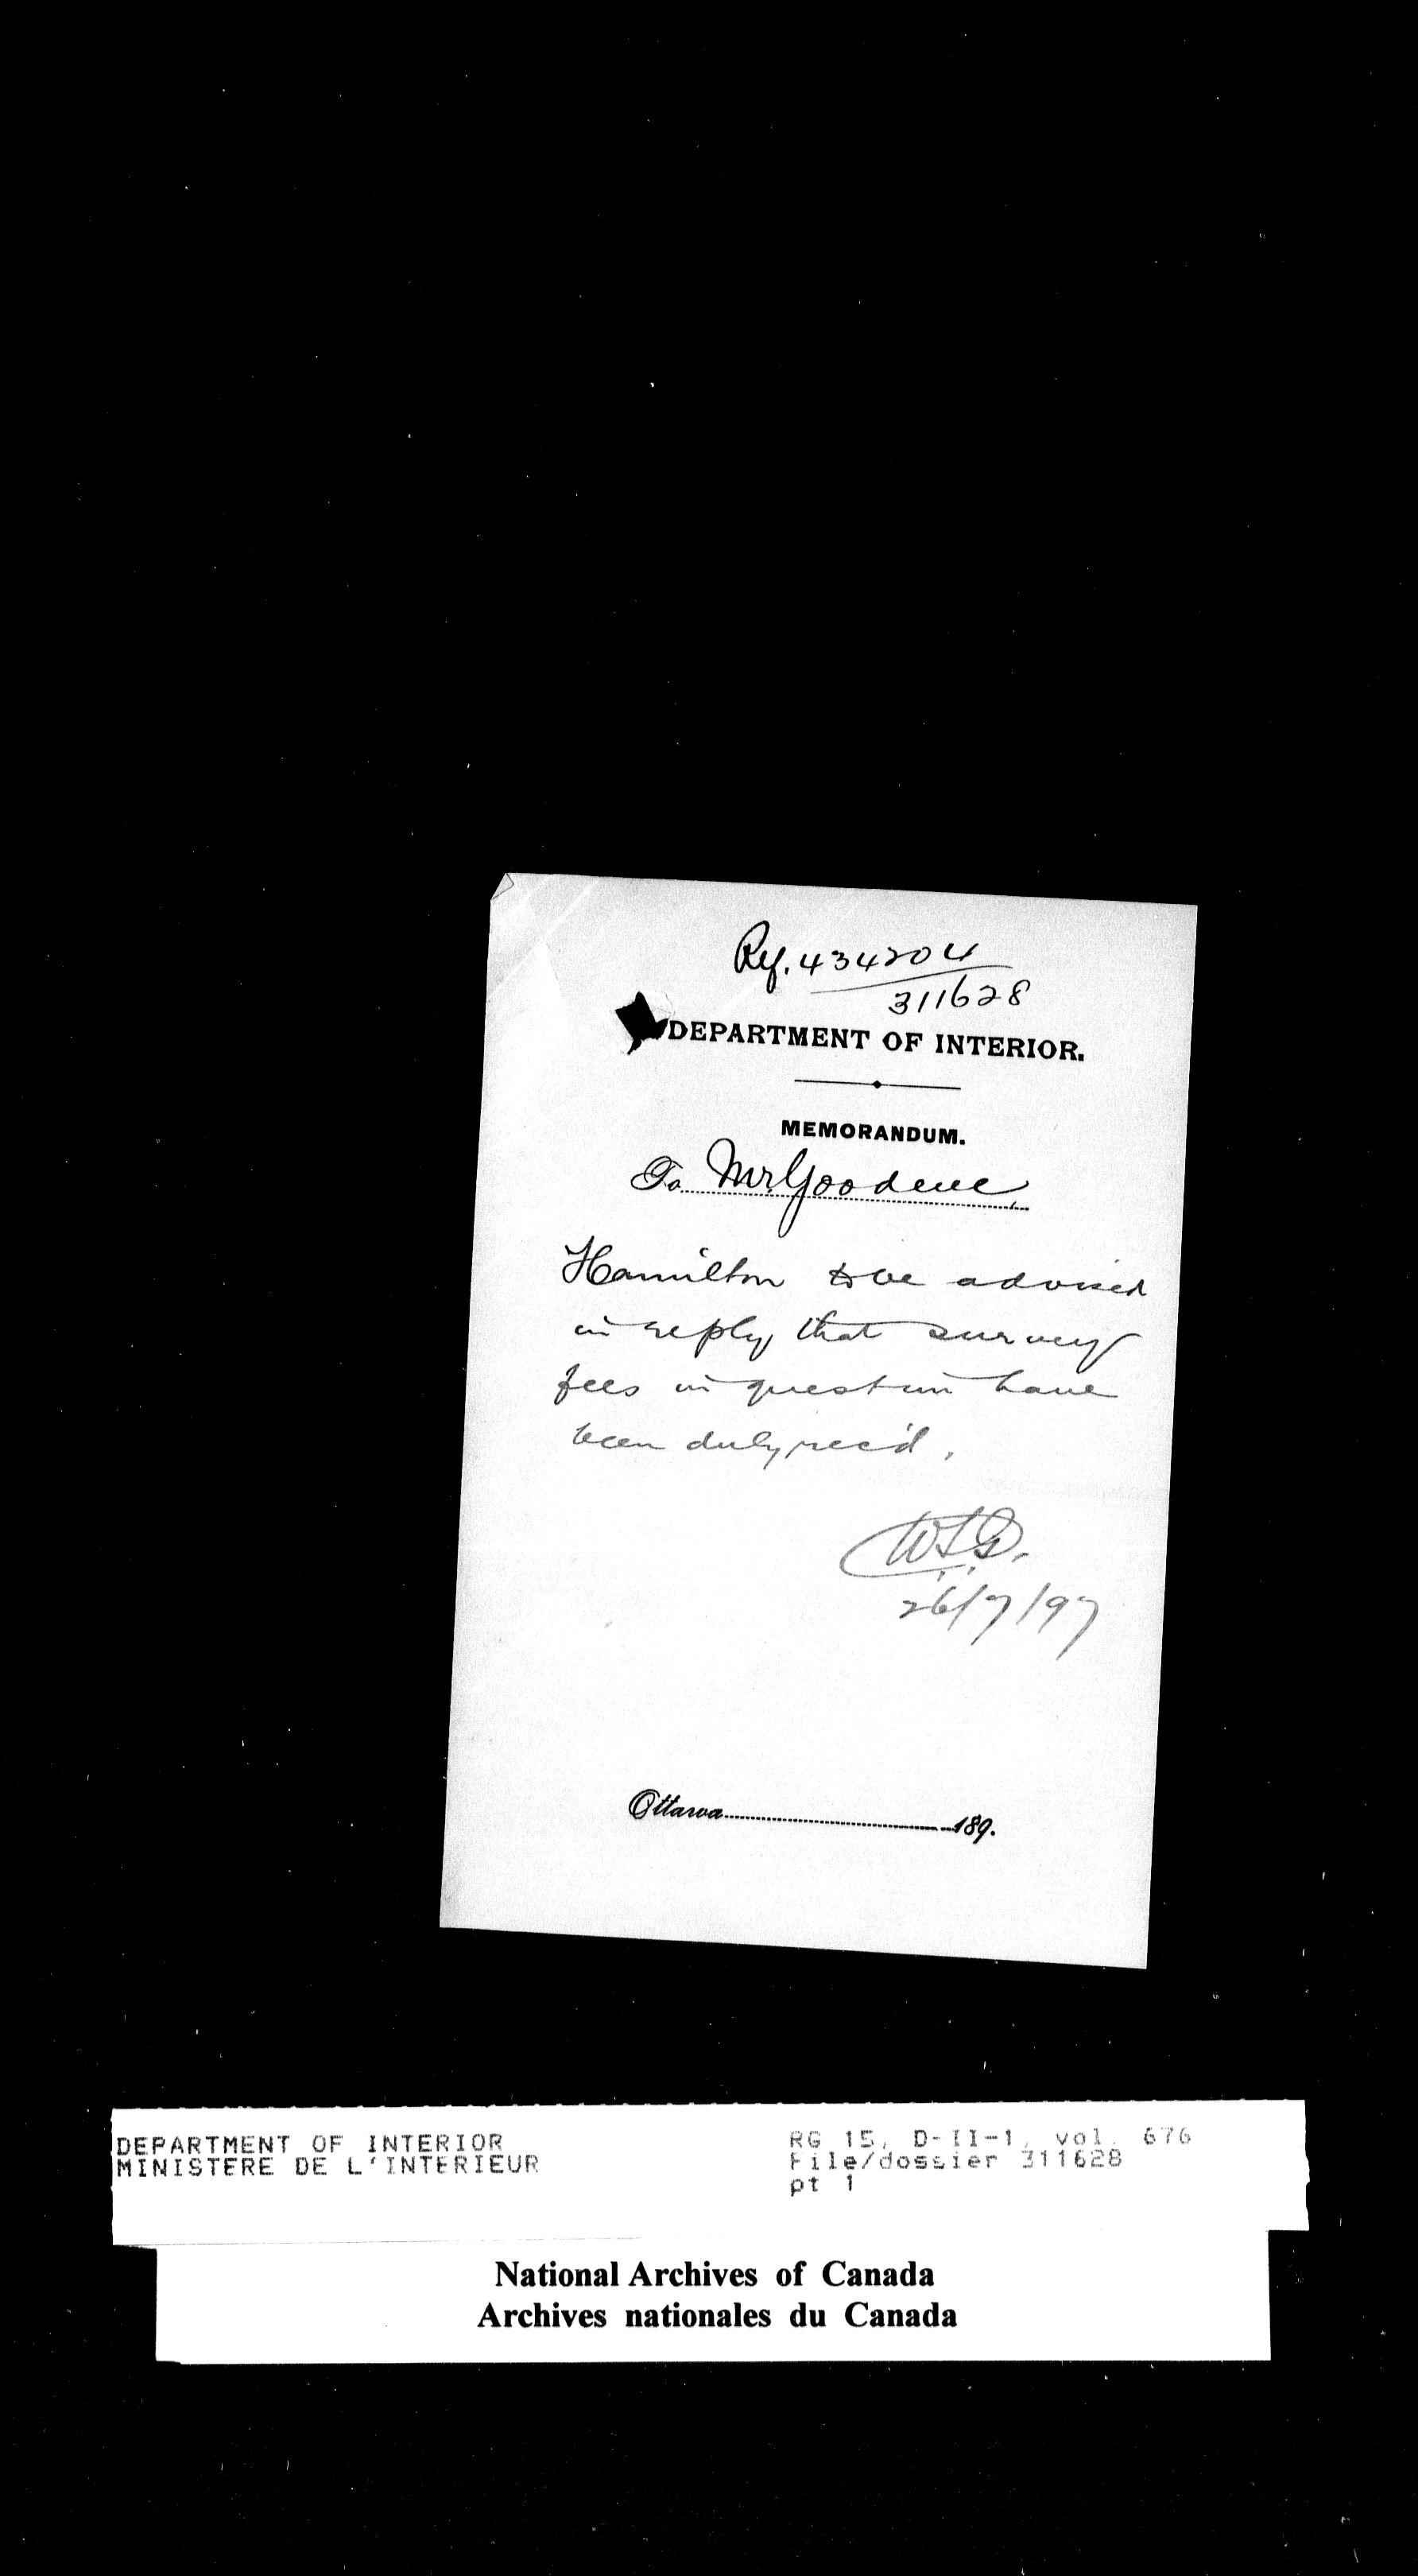 Ref. 434204
311628
DEPARTMENT OF INTERIOR.
MEMORANDUM.
To Mr. Goodeve
Hamilton to be advised
in reply that survey
fees in question have
been duly rec'd.
26/7/97
Ottawa 189.
DEPARTMENT OF INTERIOR
MINISTERE DE L'INTERIEUR
RG 15, D-II-1, vol. 676
File/dossier 311628
pt 1
National Archives of Canada
Archives nationales du Canada